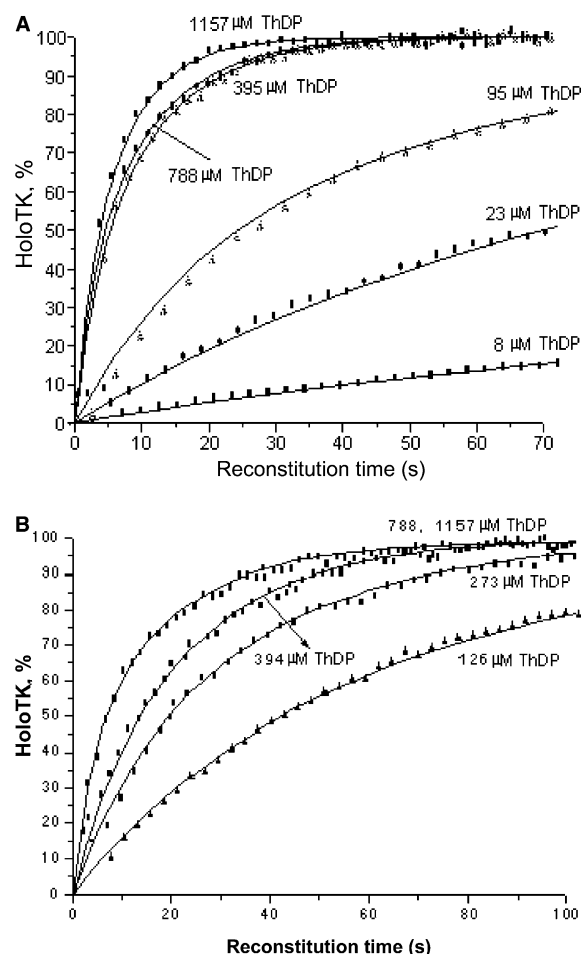 A
1157 μM ThDP
395 μM ThDP
788 μM ThDP
95 μM ThDP
23 μM ThDP
8 μM ThDP
HoloTK, %
100
90
80
70
60
50
40
30
20
10
0
0 10 20 30 40 50 60 70
Reconstitution time (s)
B
788, 1157 μM ThDP
273 μM ThDP
394 μM ThDP
126 μM ThDP
HoloTK, %
100
90
80
70
60
50
40
30
20
10
0
0 20 40 60 80 100
Reconstitution time (s)